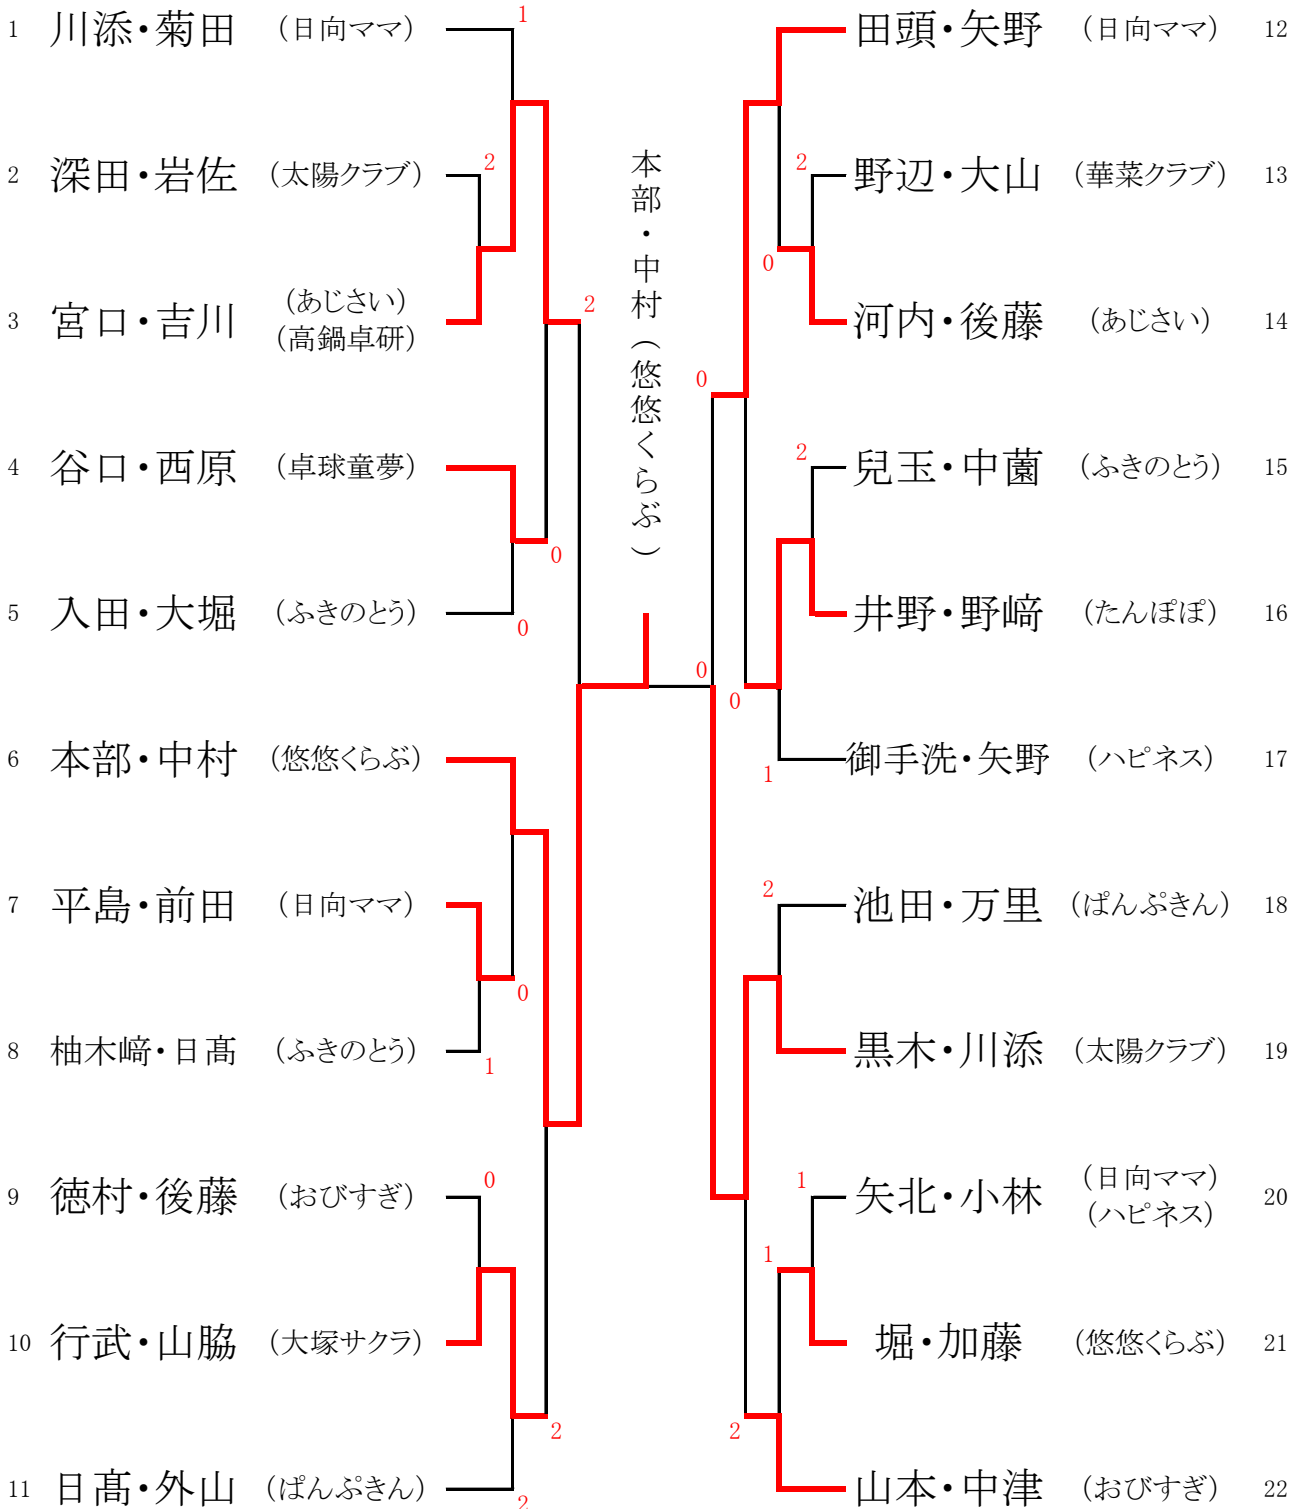 1 川添・菊田 (日向ママ)
2 深田・岩佐 (太陽クラブ)
3 宮口・吉川 (あじさい)
(高鍋卓研)
4 谷口・西原 (卓球童夢)
5 入田・大堀 (ふきのとう)
6 本部・中村 (悠悠くらぶ)
7 平島・前田 (日向ママ)
8 柚木﨑・日髙 (ふきのとう)
9 徳村・後藤 (おびすぎ)
10 行武・山脇 (大塚サクラ)
11 日髙・外山 (ぱんぷきん)
1
2
2
0
0
0
1
0
2
2
本部・中村(悠悠くらぶ)
0
0
2
0
2
0
1
2
1
1
2
田頭・矢野 (日向ママ) 12
野辺・大山 (華菜クラブ) 13
河内・後藤 (あじさい) 14
兒玉・中薗 (ふきのとう) 15
井野・野﨑 (たんぽぽ) 16
御手洗・矢野 (ハピネス) 17
池田・万里 (ぱんぷきん) 18
黒木・川添 (太陽クラブ) 19
矢北・小林 (日向ママ) 20
(ハピネス)
堀・加藤 (悠悠くらぶ) 21
山本・中津 (おびすぎ) 22